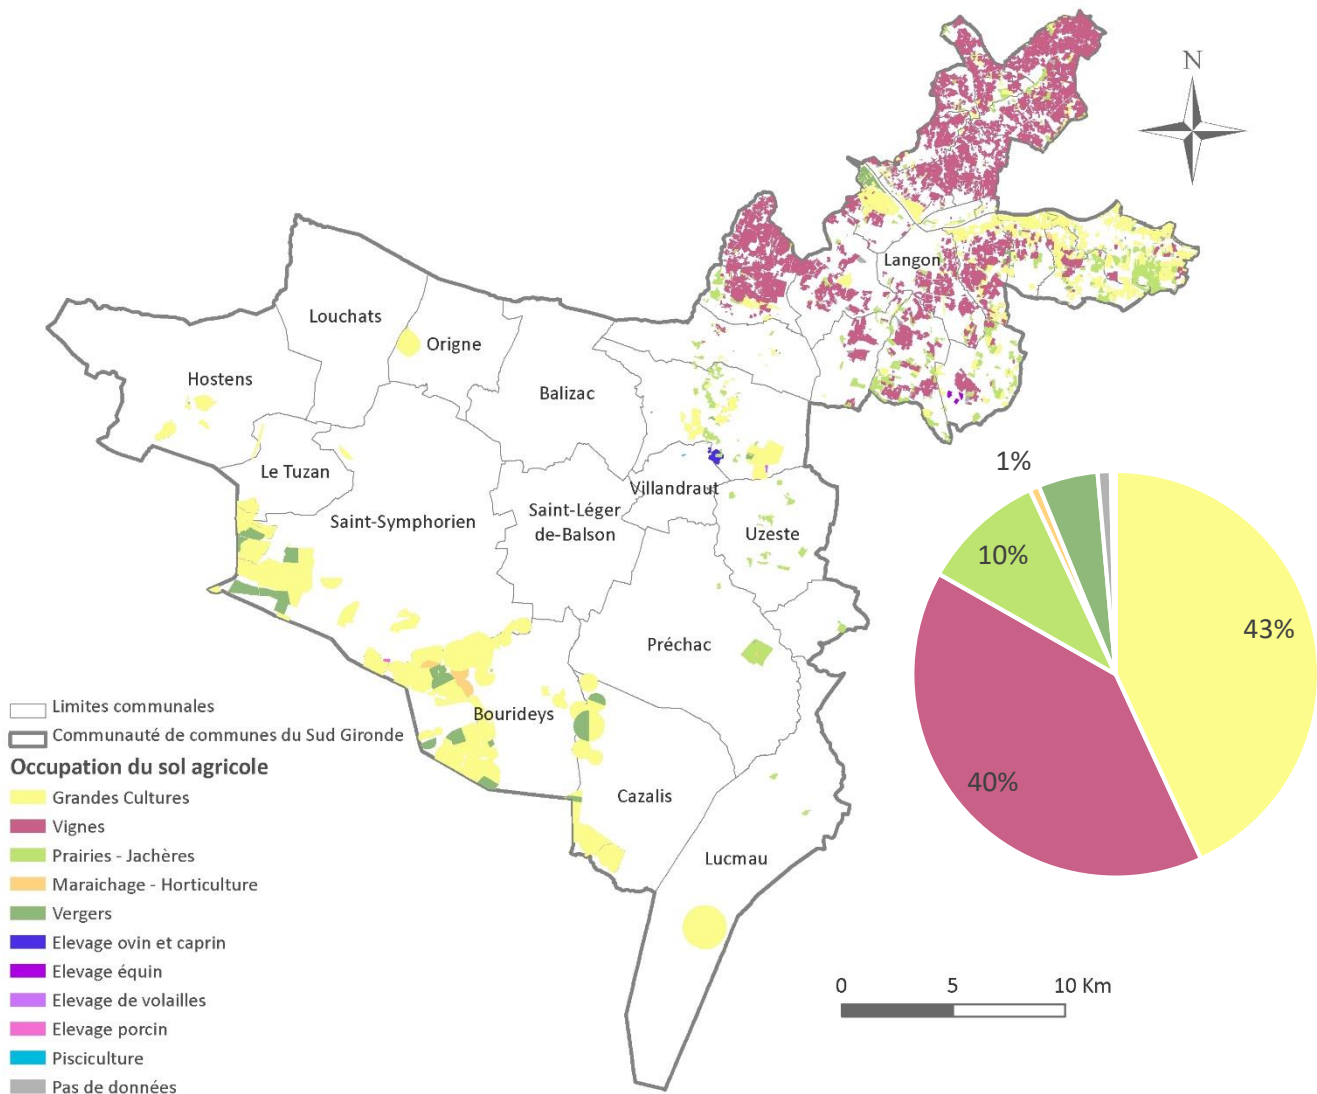 N
Langon
Louchats
Origne
Hostens
Balizac
Le Tuzan
Villandraut
Saint-Symphorien
Saint-Léger
de-Balson
Uzeste
Préchac
Bourideys
Cazalis
Lucmau
1%
10%
43%
40%
Limites communales
Communauté de communes du Sud Gironde
Occupation du sol agricole
Grandes Cultures
Vignes
Prairies - Jachères
Maraichage - Horticulture
Vergers
Elevage ovin et caprin
Elevage équin
Elevage de volailles
Elevage porcin
Pisciculture
Pas de données
0 5 10 Km